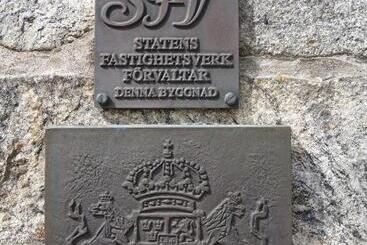 STATENS
FASTIGHETSVERK
FÖRVALTAR
DENNA BYGGNAD